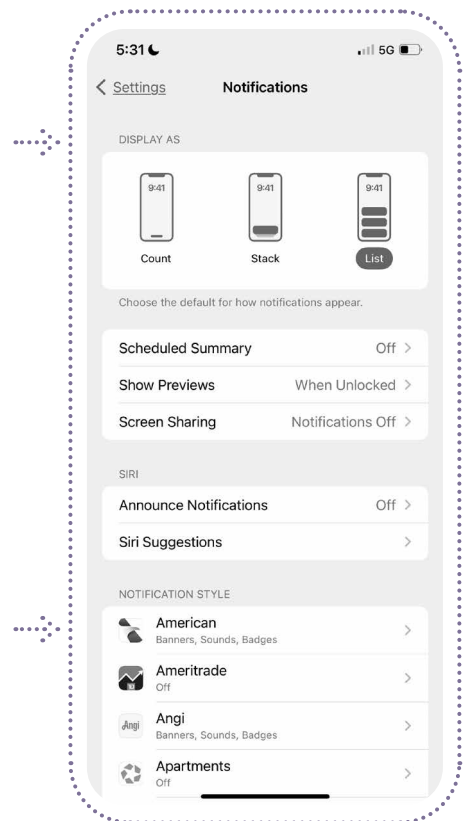 5:31 5G
Settings Notifications
DISPLAY AS
9:41 9:41 9:41
Count Stack List
Choose the default for how notifications appear.
Scheduled Summary Off
Show Previews When Unlocked
Screen Sharing Notifications Off
SIRI
Announce Notifications Off
Siri Suggestions
NOTIFICATION STYLE
American
Banners, Sounds, Badges
Ameritrade
Off
Angi Angi
Banners, Sounds, Badges
Apartments
Off